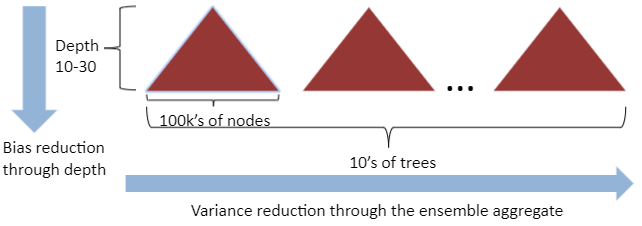 Depth
10-30
...
100k's of nodes
Bias reduction
through depth
10's of trees
Variance reduction through the ensemble aggregate